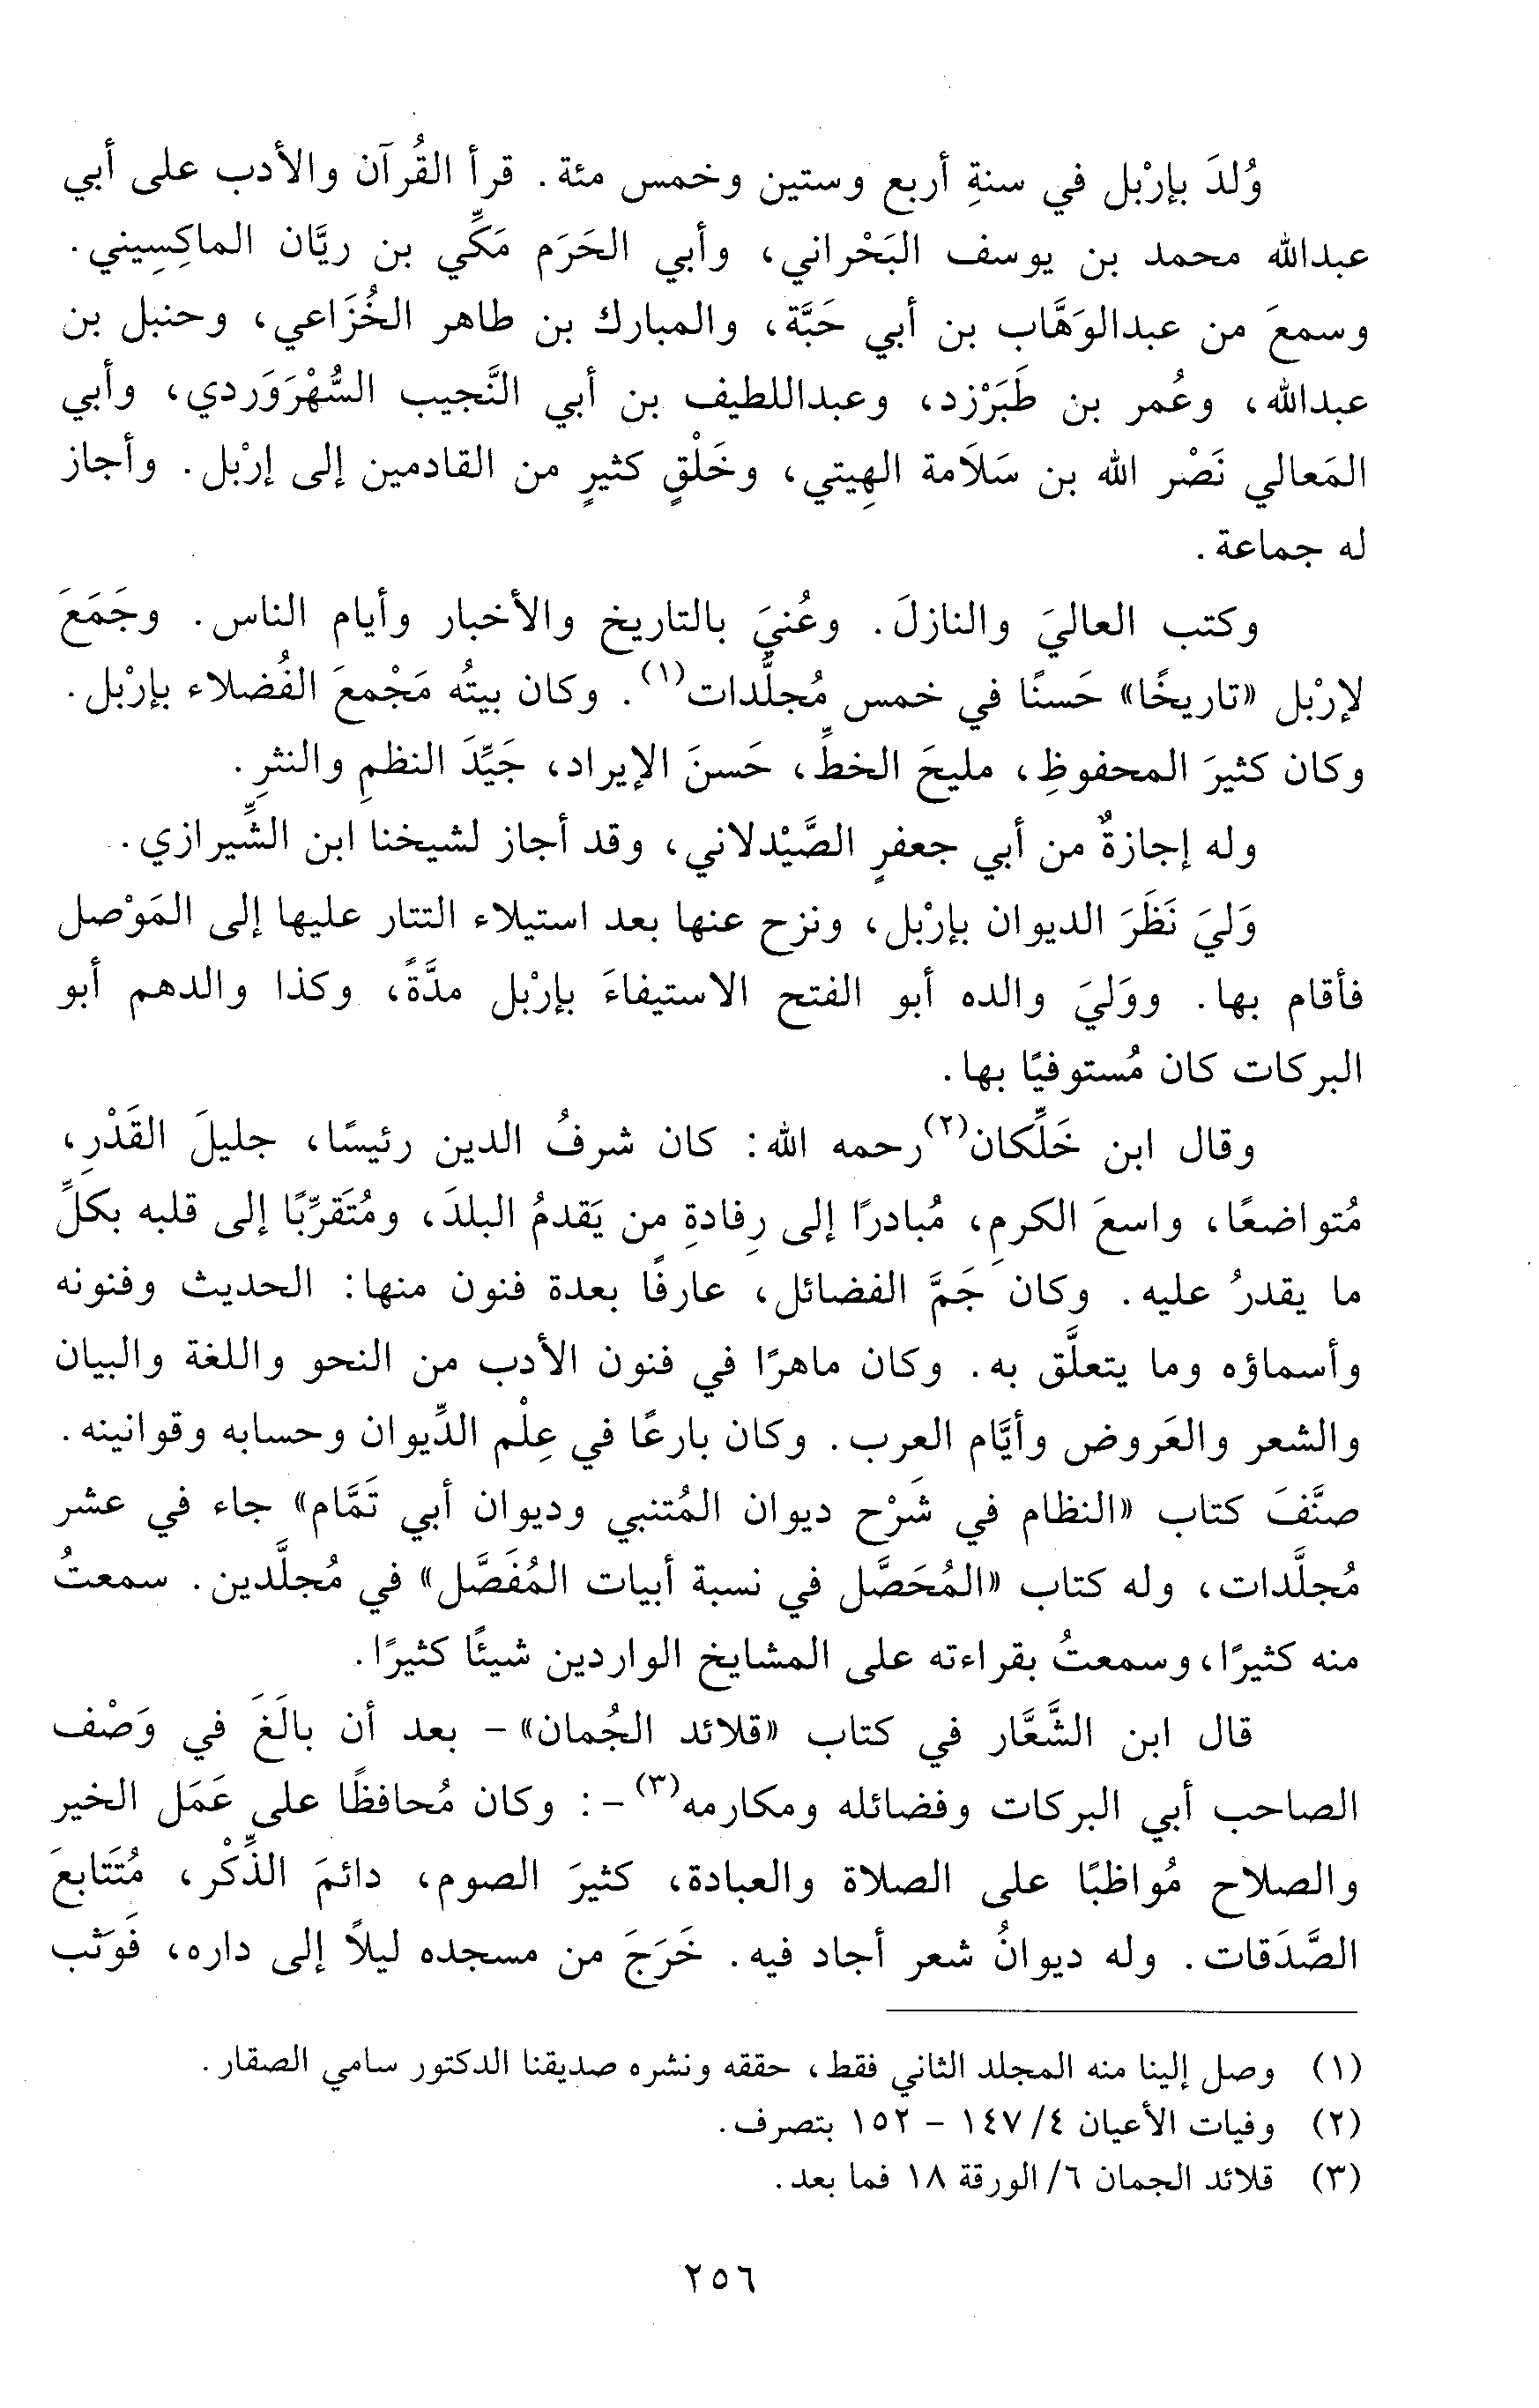 وُلدَ بإرْبل في سنةِ أربع وستين وخمس مئة. قرأ القُرآن والأدب على أبي
عبدالله محمد بن يوسف البَحْراني، وأبي الحَرَم مَكِّي بن ريَّان الماكِسِيني.
وسمعَ من عبدالوَهَّاب بن أبي حَبَّة، والمبارك بن طاهر الخُزَاعي، وحنبل بن
عبدالله، وعُمر بن طَبَرْزد، وعبداللطيف بن أبي النَّجيب السُّهْرَوَردي، وأبي
المَعالي نَصْر الله بن سَلَامة الهِيتي، وخَلْقٍ كثيرٍ من القادمين إلى إرْبل. وأجاز
له جماعة.
وكتب العاليَ والنازلَ. وعُنيَ بالتاريخ والأخبار وأيام الناس. وجَمَعَ
لإرْبل «تاريخًا» حَسنًا في خمس مُجلَّدات(١). وكان بيتُه مَجْمعَ الفُضلاء بإرْبل.
وكان كثيرَ المحفوظِ، مليحَ الخطِّ، حَسنَ الإيراد، جَيِّدَ النظمِ والنثرِ.
وله إجازةٌ من أبي جعفرٍ الصَّيْدلاني، وقد أجاز لشيخنا ابن الشِّيرازي.
وَليَ نَظَرَ الديوان بإرْبل، ونزح عنها بعد استيلاء التتار عليها إلى المَوْصل
فأقام بها. ووَليَ والده أبو الفتح الاستيفاءَ بإرْبل مدَّةً، وكذا والدهم أبو
البركات كان مُستوفيًا بها.
وقال ابن خَلِّكان(٢) رحمه الله: كان شرفُ الدين رئيسًا، جليلَ القَدْرِ،
مُتواضعًا، واسعَ الكرمِ، مُبادرًا إلى رِفادةِ من يَقدمُ البلدَ، ومُتَقرِّبًا إلى قلبه بكلِّ
ما يقدرُ عليه. وكان جَمَّ الفضائل، عارفًا بعدة فنون منها: الحديث وفنونه
وأسماؤه وما يتعلَّق به. وكان ماهرًا في فنون الأدب من النحو واللغة والبيان
والشعر والعَروض وأيَّام العرب. وكان بارعًا في عِلْم الدِّيوان وحسابه وقوانينه.
صنَّفَ كتاب «النظام في شَرْح ديوان المُتنبي وديوان أبي تَمَّام» جاء في عشر
مُجلَّدات، وله كتاب «المُحَصَّل في نسبة أبيات المُفَصَّل» في مُجلَّدين. سمعتُ
منه كثيرًا، وسمعتُ بقراءته على المشايخ الواردين شيئًا كثيرًا.
قال ابن الشَّعَّار في كتاب «قلائد الجُمان» - بعد أن بالَغَ في وَصْف
الصاحب أبي البركات وفضائله ومكارمه(٣) -: وكان مُحافظًا على عَمَل الخير
والصلاح مُواظبًا على الصلاة والعبادة، كثيرَ الصوم، دائمَ الذِّكْر، مُتَتابعَ
الصَّدَقات. وله ديوانُ شعر أجاد فيه. خَرَجَ من مسجده ليلاً إلى داره، فَوَثب
(١) وصل إلينا منه المجلد الثاني فقط، حققه ونشره صديقنا الدكتور سامي الصقار.
(٢) وفيات الأعيان ٤/ ١٤٧ - ١٥٢ بتصرف.
(٣) قلائد الجمان ٦/ الورقة ١٨ فما بعد.
٢٥٦